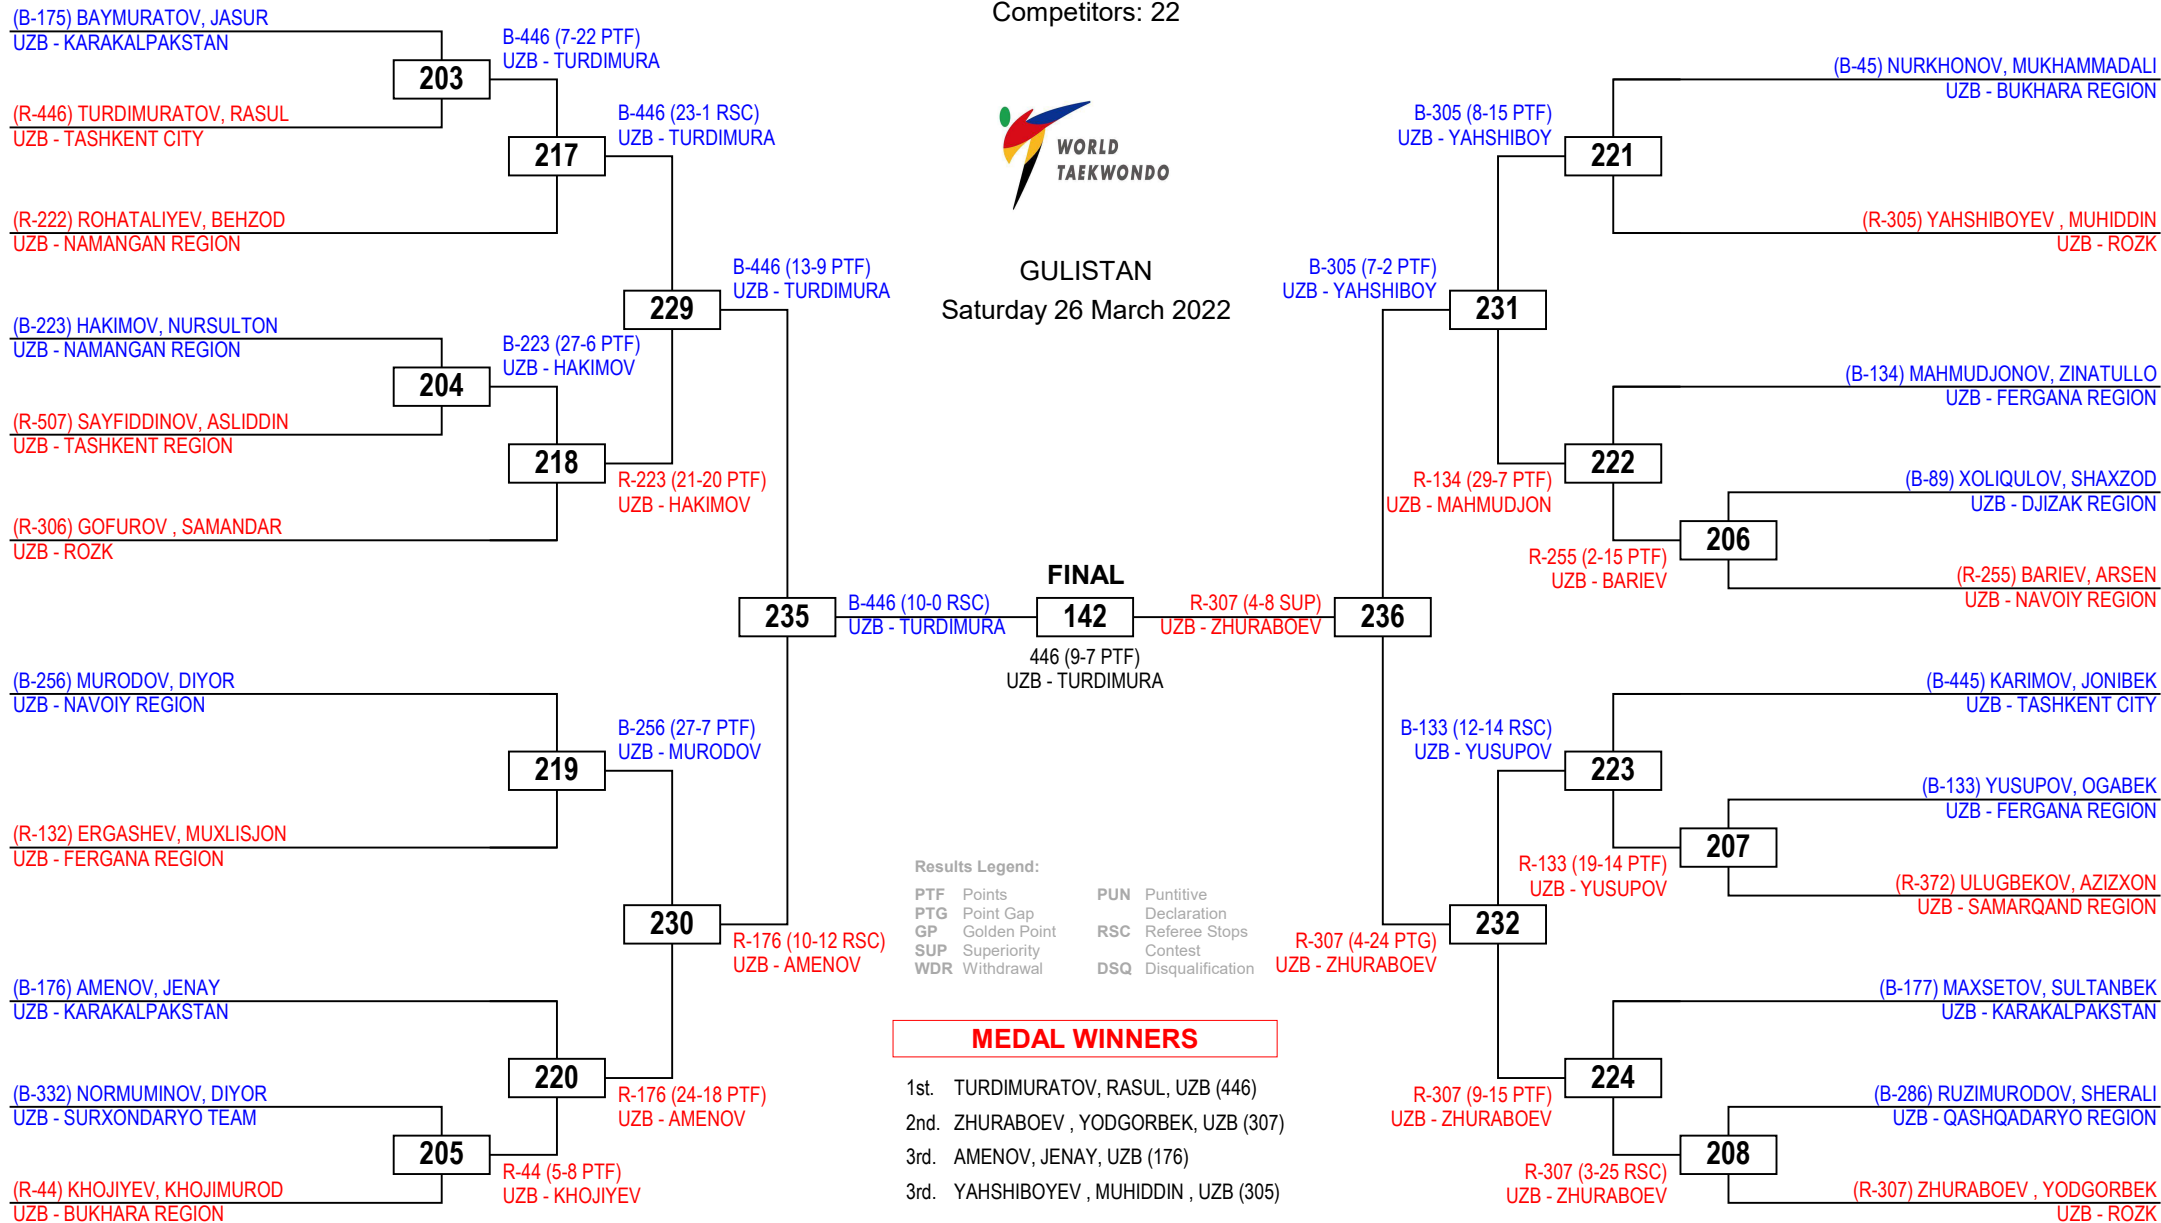 Competitors: 22
WORLD
TAEKWONDO
GULISTAN
Saturday 26 March 2022
(B-175) BAYMURATOV, JASUR
UZB - KARAKALPAKSTAN
203
(R-446) TURDIMURATOV, RASUL
UZB - TASHKENT CITY
B-446 (7-22 PTF)
UZB - TURDIMURA
217
(R-222) ROHATALIYEV, BEHZOD
UZB - NAMANGAN REGION
B-446 (23-1 RSC)
UZB - TURDIMURA
229
(B-223) HAKIMOV, NURSULTON
UZB - NAMANGAN REGION
204
(R-507) SAYFIDDINOV, ASLIDDIN
UZB - TASHKENT REGION
B-223 (27-6 PTF)
UZB - HAKIMOV
218
(R-306) GOFUROV , SAMANDAR
UZB - ROZK
R-223 (21-20 PTF)
UZB - HAKIMOV
B-446 (13-9 PTF)
UZB - TURDIMURA
235
(B-256) MURODOV, DIYOR
UZB - NAVOIY REGION
219
(R-132) ERGASHEV, MUXLISJON
UZB - FERGANA REGION
B-256 (27-7 PTF)
UZB - MURODOV
230
(B-176) AMENOV, JENAY
UZB - KARAKALPAKSTAN
220
(B-332) NORMUMINOV, DIYOR
UZB - SURXONDARYO TEAM
205
(R-44) KHOJIYEV, KHOJIMUROD
UZB - BUKHARA REGION
R-44 (5-8 PTF)
UZB - KHOJIYEV
R-176 (24-18 PTF)
UZB - AMENOV
R-176 (10-12 RSC)
UZB - AMENOV
B-446 (10-0 RSC)
UZB - TURDIMURA
FINAL
142
446 (9-7 PTF)
UZB - TURDIMURA
R-307 (4-8 SUP)
UZB - ZHURABOEV
236
(B-45) NURKHONOV, MUKHAMMADALI
UZB - BUKHARA REGION
221
(R-305) YAHSHIBOYEV , MUHIDDIN
UZB - ROZK
B-305 (8-15 PTF)
UZB - YAHSHIBOY
B-305 (7-2 PTF)
UZB - YAHSHIBOY
231
(B-134) MAHMUDJONOV, ZINATULLO
UZB - FERGANA REGION
222
R-134 (29-7 PTF)
UZB - MAHMUDJON
(B-89) XOLIQULOV, SHAXZOD
UZB - DJIZAK REGION
206
(R-255) BARIEV, ARSEN
UZB - NAVOIY REGION
R-255 (2-15 PTF)
UZB - BARIEV
(B-445) KARIMOV, JONIBEK
UZB - TASHKENT CITY
B-133 (12-14 RSC)
UZB - YUSUPOV
223
(B-133) YUSUPOV, OGABEK
UZB - FERGANA REGION
207
(R-372) ULUGBEKOV, AZIZXON
UZB - SAMARQAND REGION
R-133 (19-14 PTF)
UZB - YUSUPOV
232
R-307 (4-24 PTG)
UZB - ZHURABOEV
(B-177) MAXSETOV, SULTANBEK
UZB - KARAKALPAKSTAN
224
R-307 (9-15 PTF)
UZB - ZHURABOEV
(B-286) RUZIMURODOV, SHERALI
UZB - QASHQADARYO REGION
208
(R-307) ZHURABOEV , YODGORBEK
UZB - ROZK
R-307 (3-25 RSC)
UZB - ZHURABOEV
Results Legend:
PTF Points
PTG Point Gap
GP Golden Point
SUP Superiority
WDR Withdrawal
PUN Puntitive
Declaration
RSC Referee Stops
Contest
DSQ Disqualification
MEDAL WINNERS
1st. TURDIMURATOV, RASUL, UZB (446)
2nd. ZHURABOEV , YODGORBEK, UZB (307)
3rd. AMENOV, JENAY, UZB (176)
3rd. YAHSHIBOYEV , MUHIDDIN , UZB (305)